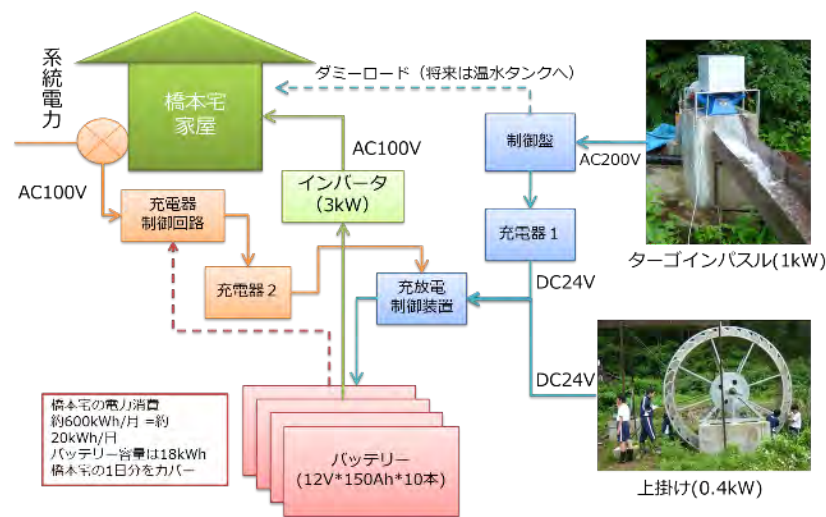 系統電力
橋本宅
家屋
ダミーロード（将来は温水タンクへ）
制御盤
AC200V
AC100V
AC100V
インバータ
（3kW）
充電器
制御回路
充電器１
ターゴインパスル(1kW)
充電器２
DC24V
充放電
制御装置
DC24V
橋本宅の電力消費
約600kWh/月 =約
20kWh/日
バッテリー容量は18kWh
橋本宅の1日分をカバー
バッテリー
(12V*150Ah*10本)
上掛け(0.4kW)